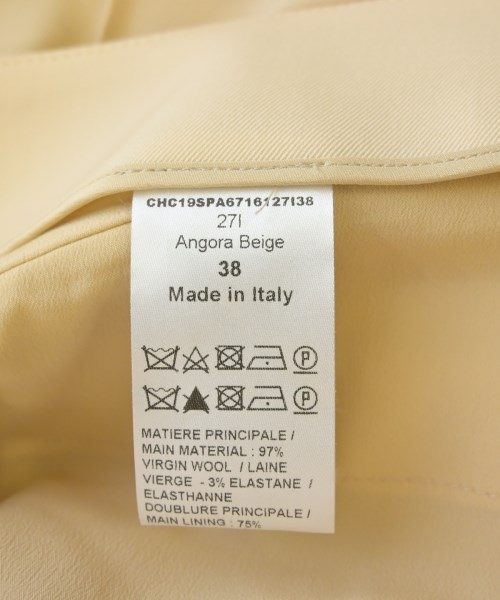 CHC19SPA6716127I38
27I
Angora Beige
38
Made in Italy
P
P
MATIERE PRINCIPALE /
MAIN MATERIAL : 97%
VIRGIN WOOL / LAINE
VIERGE - 3% ELASTANE /
ELASTHANNE
DOUBLURE PRINCIPALE /
MAIN LINING : 75%